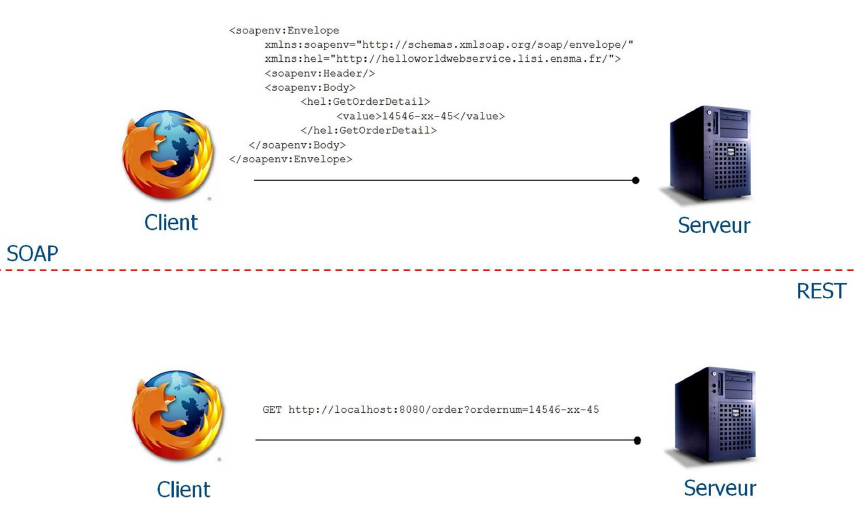 <soapenv:Envelope
xmlns:soapenv="http://schemas.xmlsoap.org/soap/envelope/"
xmlns:hel="http://helloworldwebservice.lisi.ensma.fr/">
<soapenv:Header/>
<soapenv:Body>
<hel:GetOrderDetail>
<value>14546-xx-45</value>
</hel:GetOrderDetail>
</soapenv:Body>
</soapenv:Envelope>
Client
Serveur
SOAP
REST
GET http://localhost:8080/order?ordernum=14546-xx-45
Client
Serveur